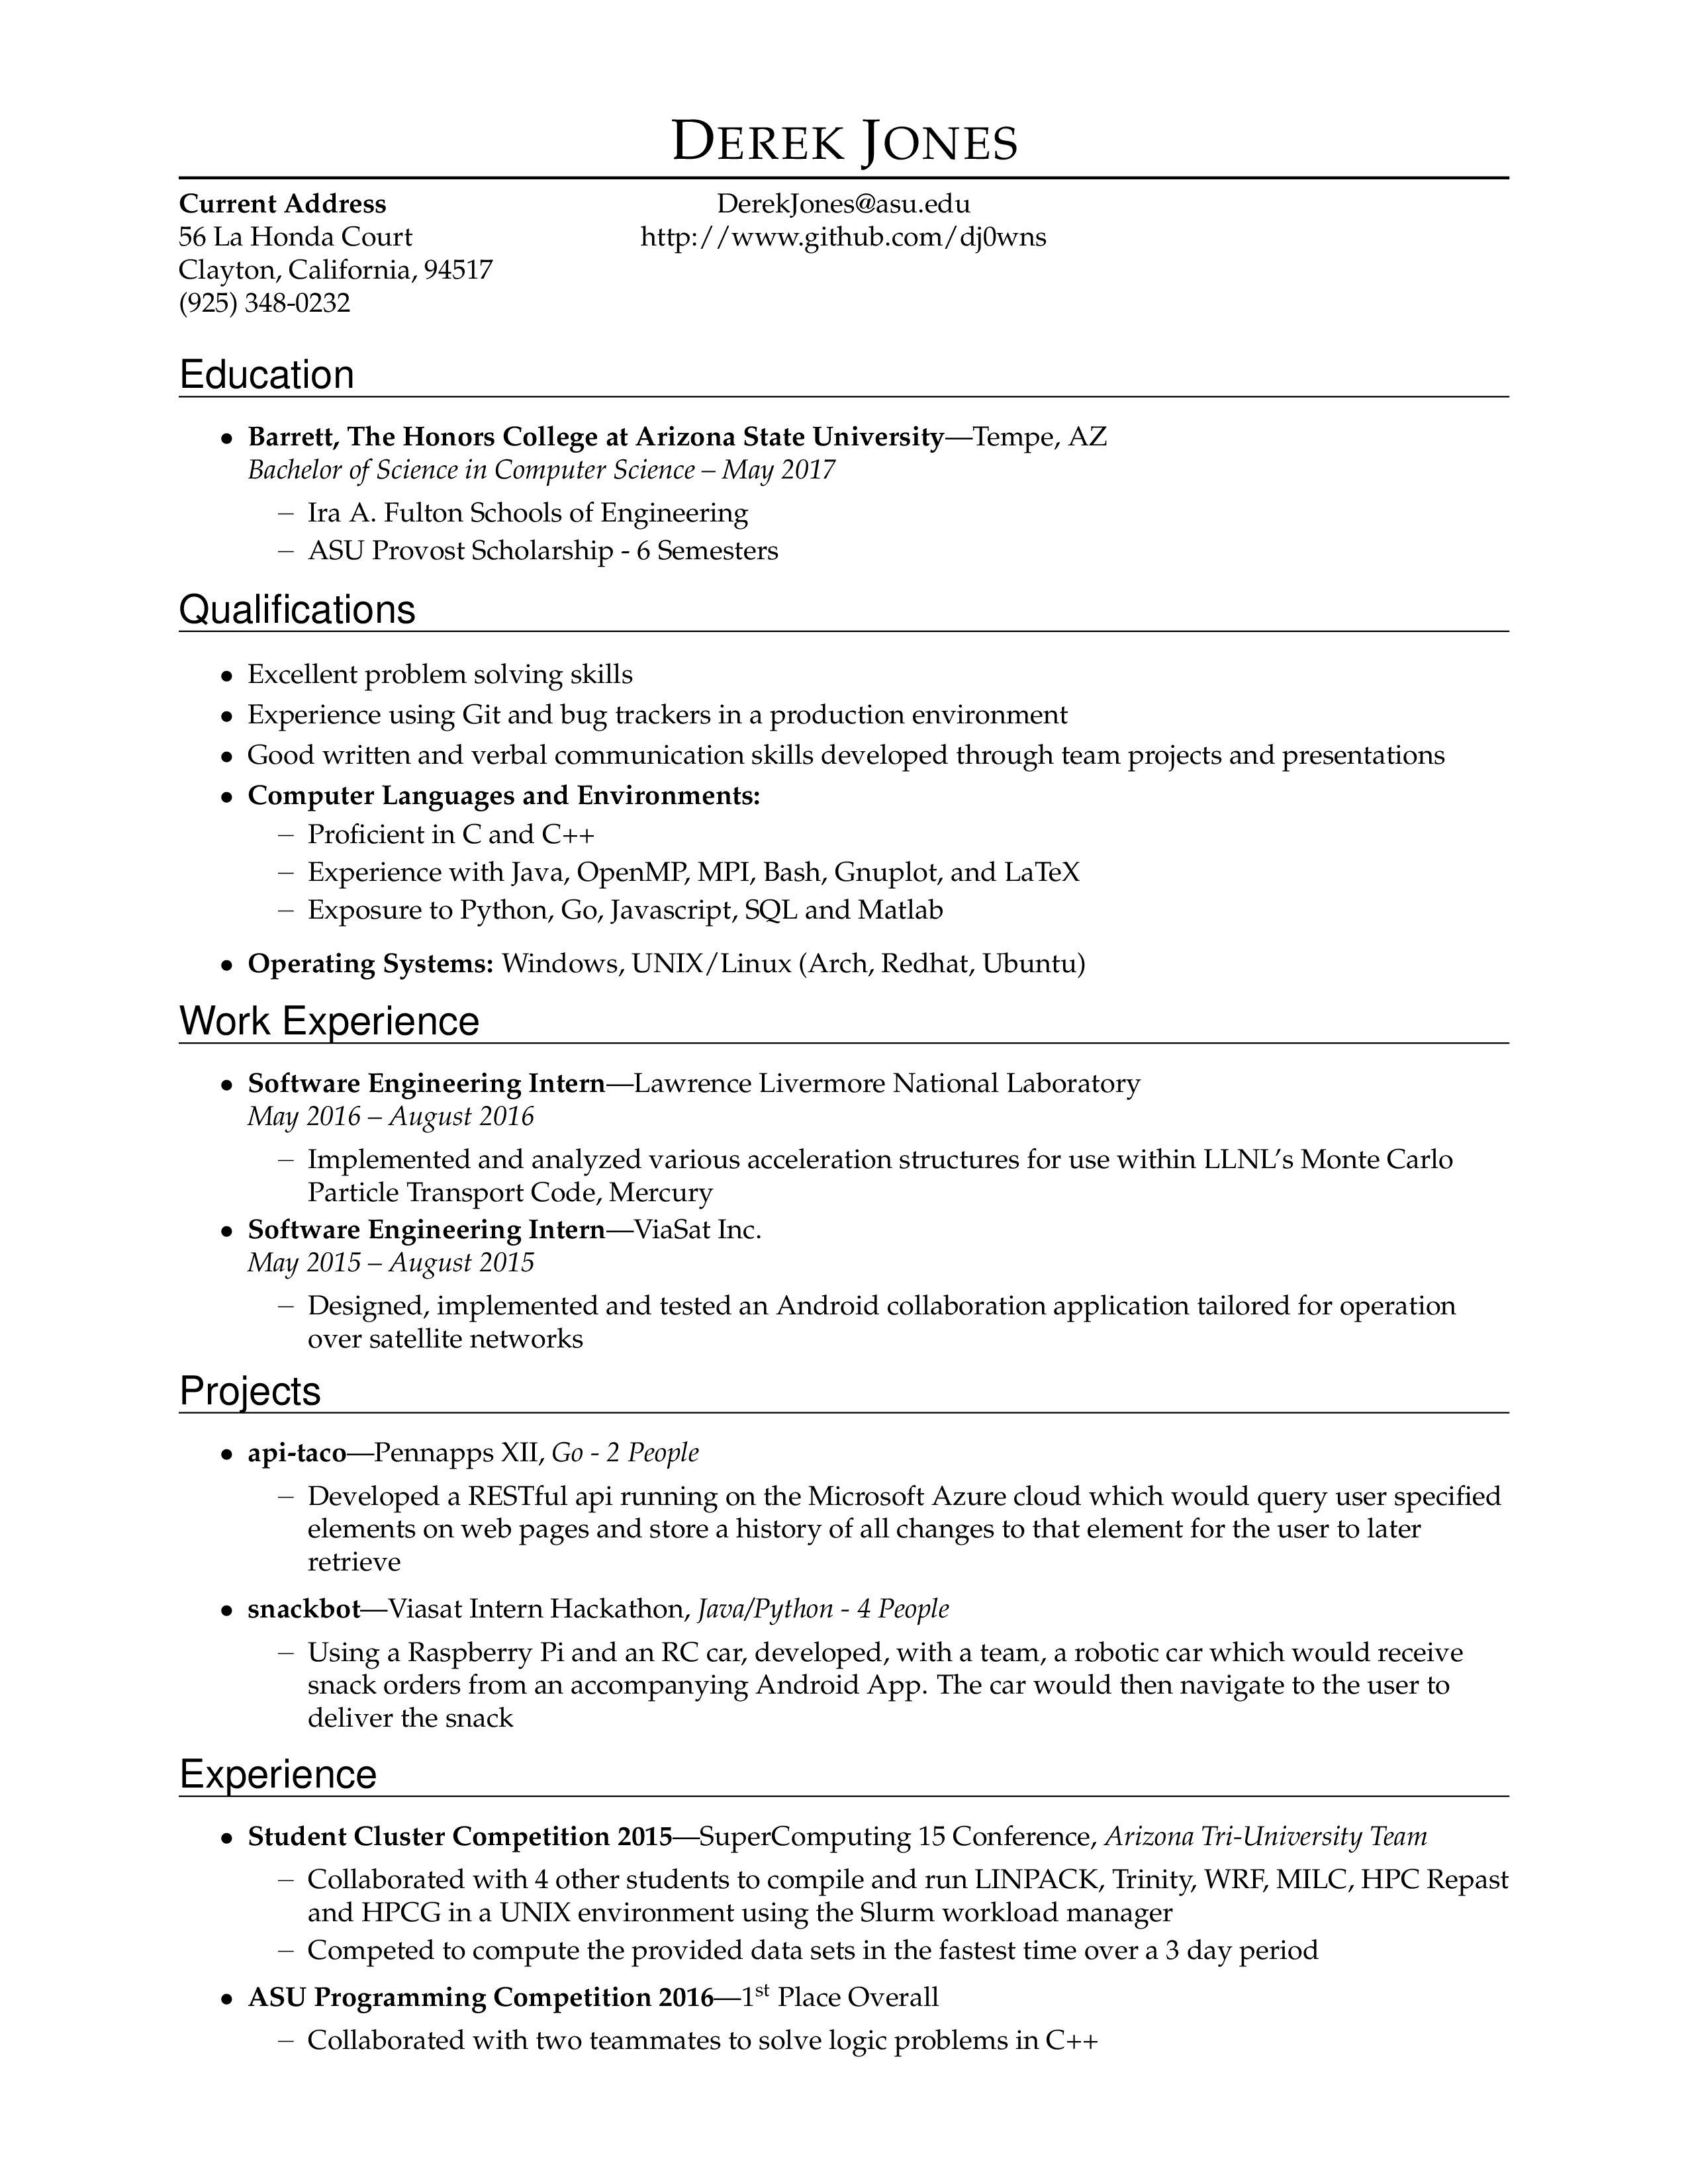 DEREK JONES
Current Address
56 La Honda Court
Clayton, California, 94517
(925) 348-0232
DerekJones@asu.edu
http://www.github.com/dj0wns
Education
• Barrett, The Honors College at Arizona State University—Tempe, AZ
Bachelor of Science in Computer Science – May 2017
– Ira A. Fulton Schools of Engineering
– ASU Provost Scholarship - 6 Semesters
Qualifications
• Excellent problem solving skills
• Experience using Git and bug trackers in a production environment
• Good written and verbal communication skills developed through team projects and presentations
• Computer Languages and Environments:
– Proficient in C and C++
– Experience with Java, OpenMP, MPI, Bash, Gnuplot, and LaTeX
– Exposure to Python, Go, Javascript, SQL and Matlab
• Operating Systems: Windows, UNIX/Linux (Arch, Redhat, Ubuntu)
Work Experience
• Software Engineering Intern—Lawrence Livermore National Laboratory
May 2016 – August 2016
– Implemented and analyzed various acceleration structures for use within LLNL's Monte Carlo
Particle Transport Code, Mercury
• Software Engineering Intern—ViaSat Inc.
May 2015 – August 2015
– Designed, implemented and tested an Android collaboration application tailored for operation
over satellite networks
Projects
• api-taco—Pennapps XII, Go - 2 People
– Developed a RESTful api running on the Microsoft Azure cloud which would query user specified
elements on web pages and store a history of all changes to that element for the user to later
retrieve
• snackbot—Viasat Intern Hackathon, Java/Python - 4 People
– Using a Raspberry Pi and an RC car, developed, with a team, a robotic car which would receive
snack orders from an accompanying Android App. The car would then navigate to the user to
deliver the snack
Experience
• Student Cluster Competition 2015—SuperComputing 15 Conference, Arizona Tri-University Team
– Collaborated with 4 other students to compile and run LINPACK, Trinity, WRF, MILC, HPC Repast
and HPCG in a UNIX environment using the Slurm workload manager
– Competed to compute the provided data sets in the fastest time over a 3 day period
• ASU Programming Competition 2016—1st Place Overall
– Collaborated with two teammates to solve logic problems in C++